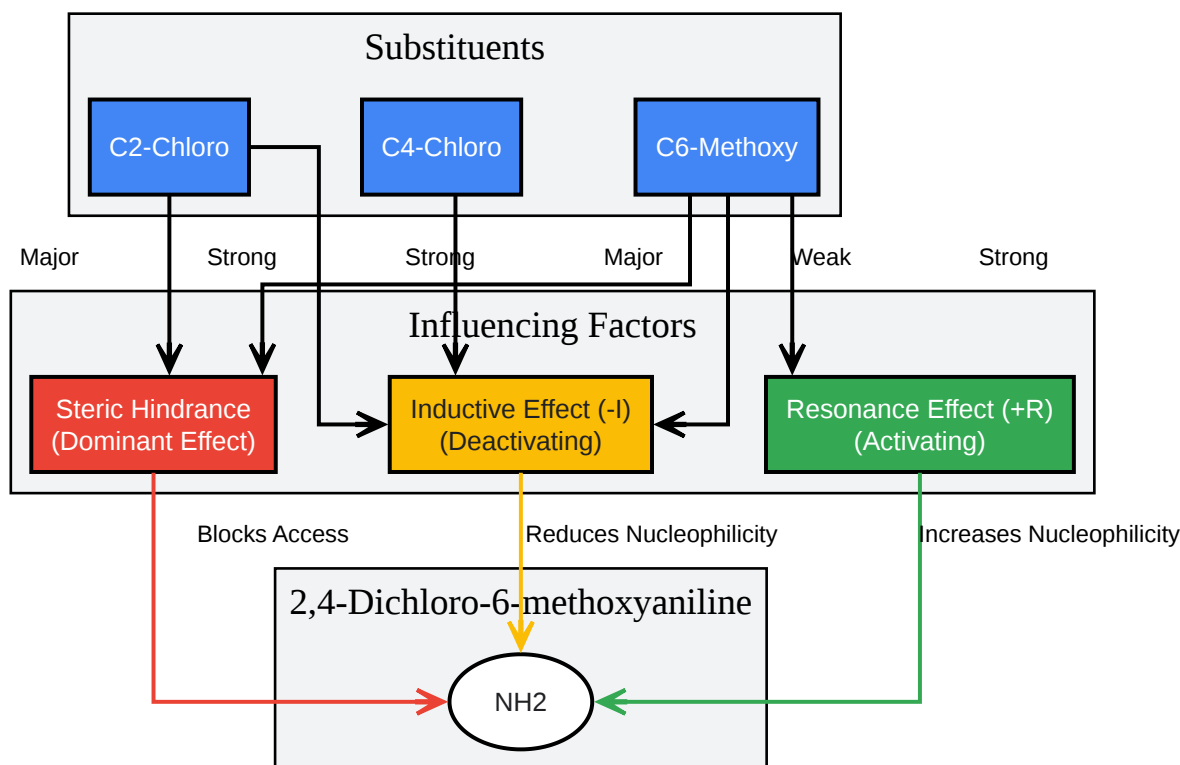 Substituents
C2-Chloro
C4-Chloro
C6-Methoxy
Major
Strong
Strong
Major
Weak
Strong
Influencing Factors
Steric Hindrance
(Dominant Effect)
Inductive Effect (-I)
(Deactivating)
Resonance Effect (+R)
(Activating)
Blocks Access
Reduces Nucleophilicity
Increases Nucleophilicity
2,4-Dichloro-6-methoxyaniline
NH2